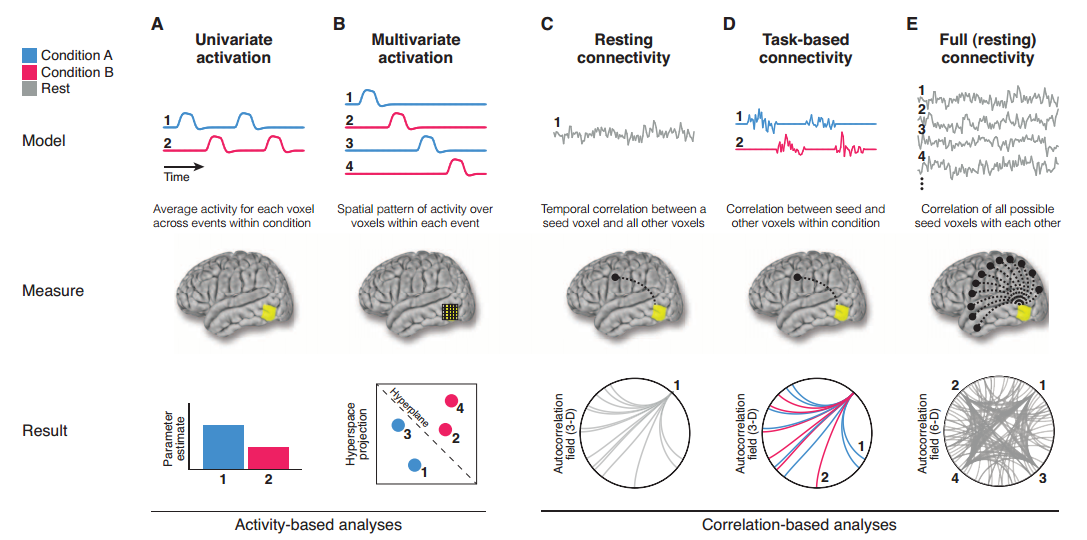 A
Univariate
activation
B
Multivariate
activation
C
Resting
connectivity
D
Task-based
connectivity
E
Full (resting)
connectivity
Condition A
Condition B
Rest
Model
1
2
Time
1
2
3
4
1
1
2
1
2
3
4
Average activity for each voxel
across events within condition
Spatial pattern of activity over
voxels within each event
Temporal correlation between a
seed voxel and all other voxels
Correlation between seed and
other voxels within condition
Correlation of all possible
seed voxels with each other
Measure
Result
Parameter
estimate
1 2
Hyperspace
projection
Hyperplane
4
3
2
1
Autocorrelation
field (3-D)
1
Autocorrelation
field (3-D)
1
2
Autocorrelation
field (6-D)
2 1
4 3
Activity-based analyses
Correlation-based analyses